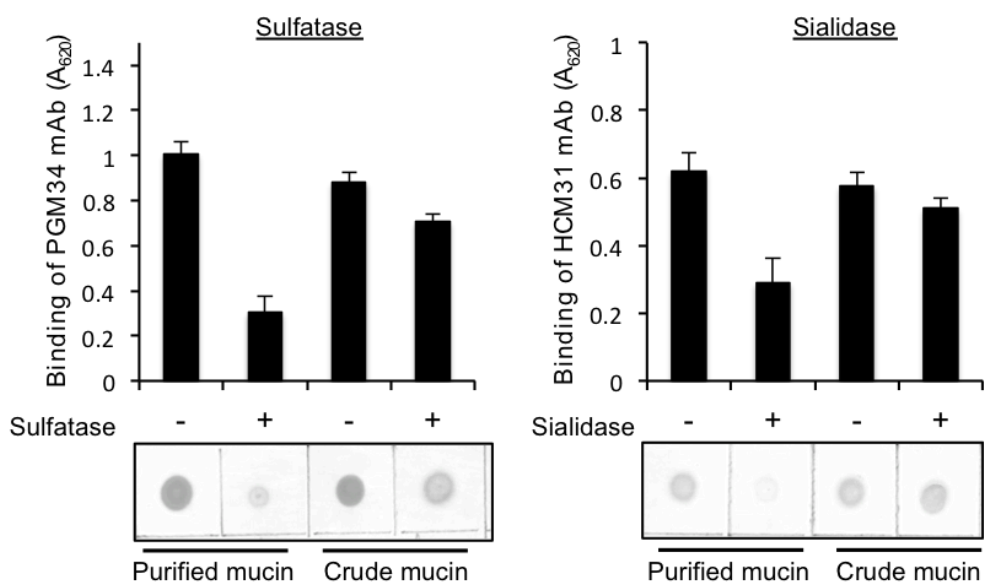 Sulfatase
Binding of PGM34 mAb (A620)
1.4
1.2
1
0.8
0.6
0.4
0.2
0
Sulfatase - + - +
Purified mucin Crude mucin
Sialidase
Binding of HCM31 mAb (A620)
1
0.8
0.6
0.4
0.2
0
Sialidase - + - +
Purified mucin Crude mucin